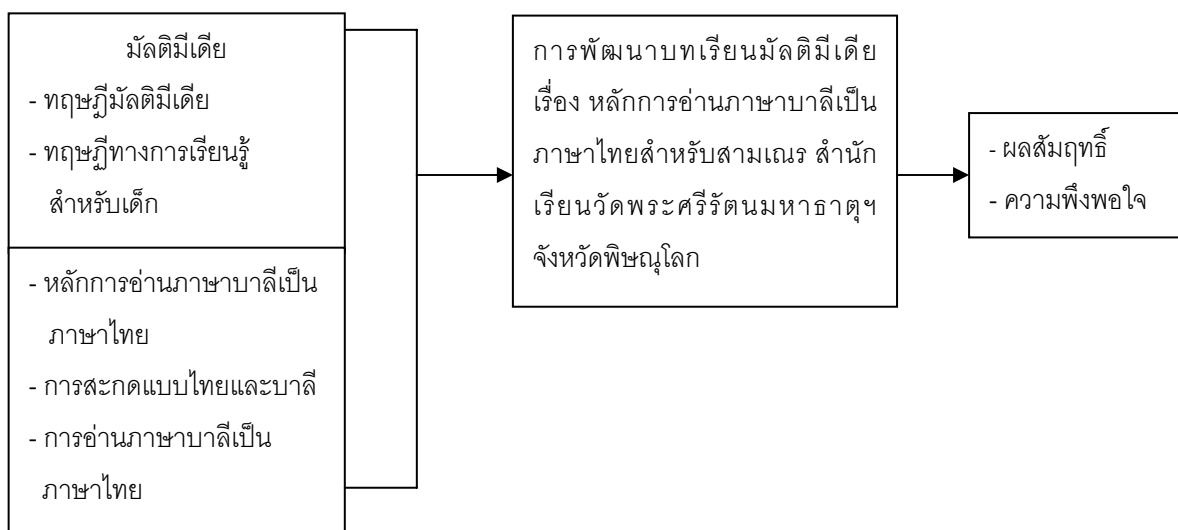 มัลติมีเดีย
- ทฤษฎีมัลติมีเดีย
- ทฤษฏีทางการเรียนรู้
สำหรับเด็ก
- หลักการอ่านภาษาบาลีเป็น
ภาษาไทย
- การสะกดแบบไทยและบาลี
- การอ่านภาษาบาลีเป็น
ภาษาไทย
การพัฒนาบทเรียนมัลติมีเดีย
เรื่อง หลักการอ่านภาษาบาลีเป็น
ภาษาไทยสำหรับสามเณร สำนัก
เรียนวัดพระศรีรัตนมหาธาตุฯ
จังหวัดพิษณุโลก
- ผลสัมฤทธิ์
- ความพึงพอใจ